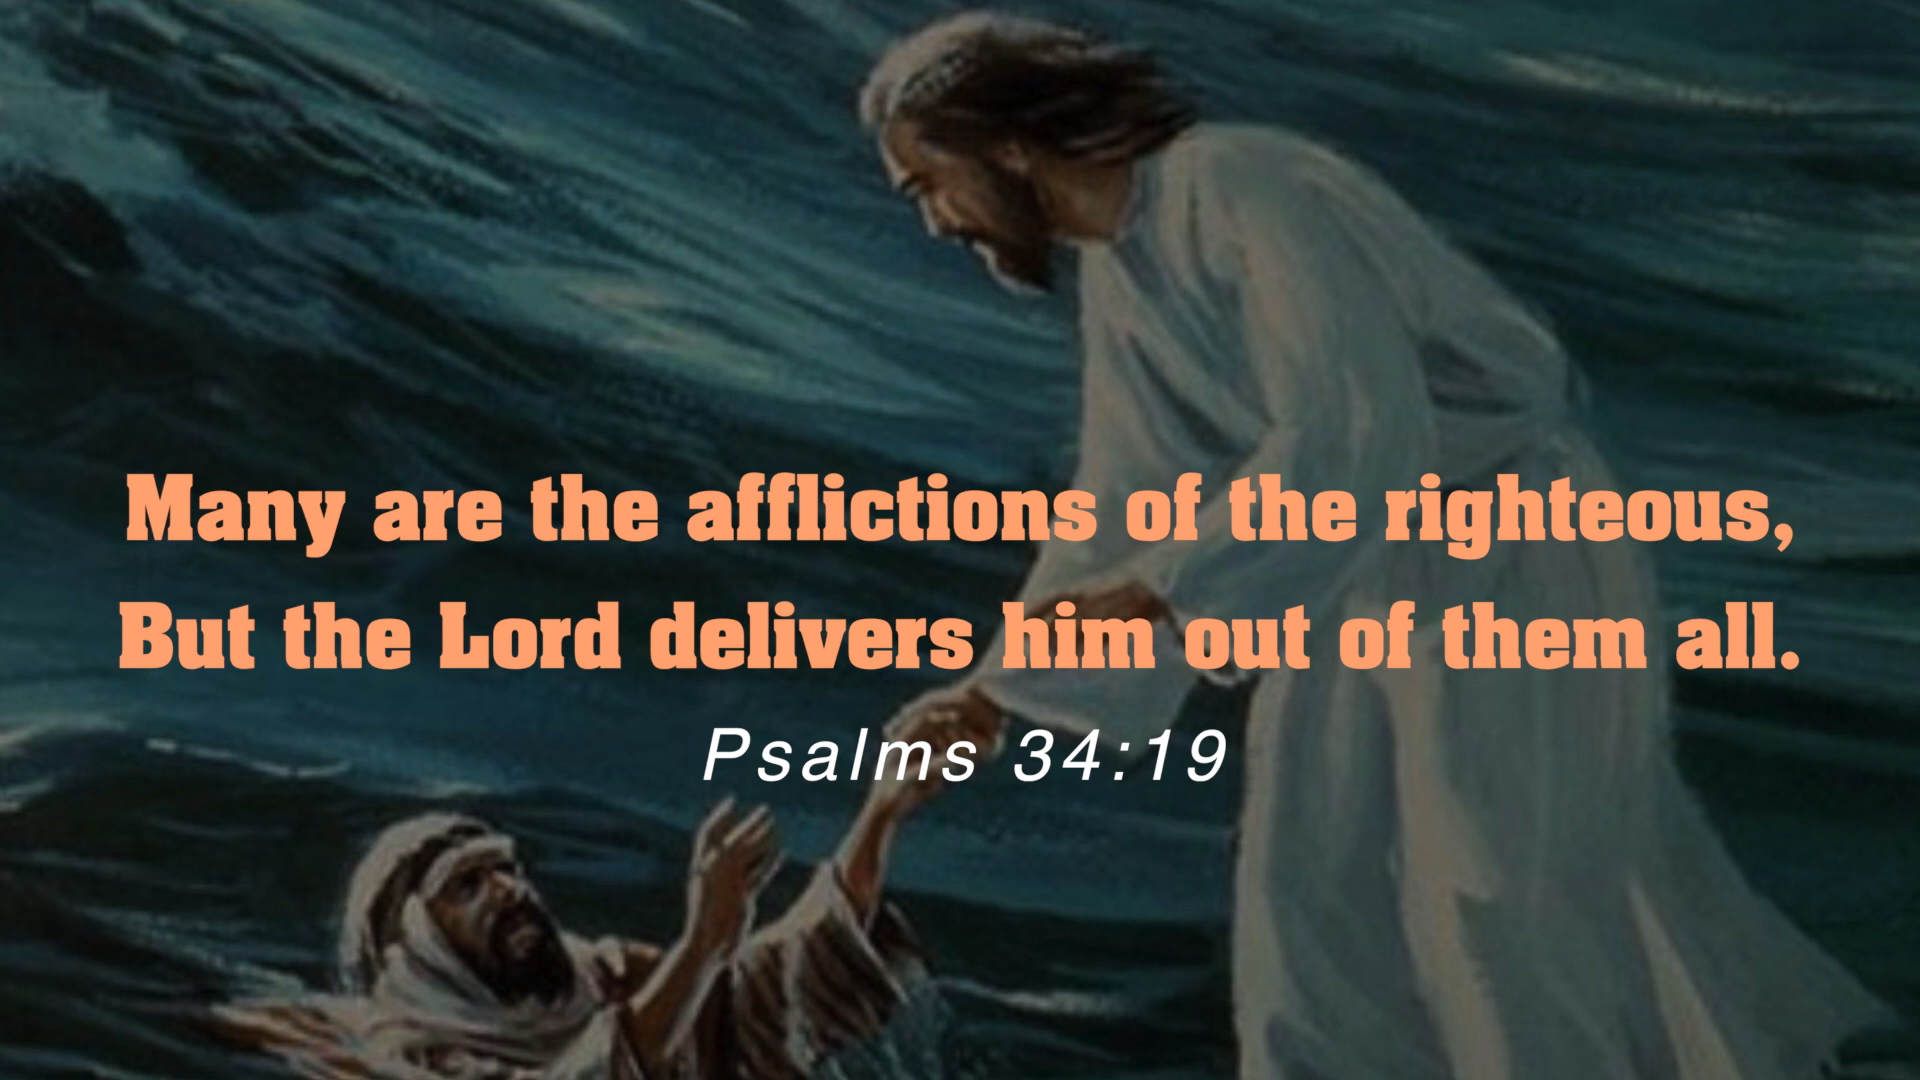 Many are the afflictions of the righteous,
But the Lord delivers him out of them all.
Psalms 34:19